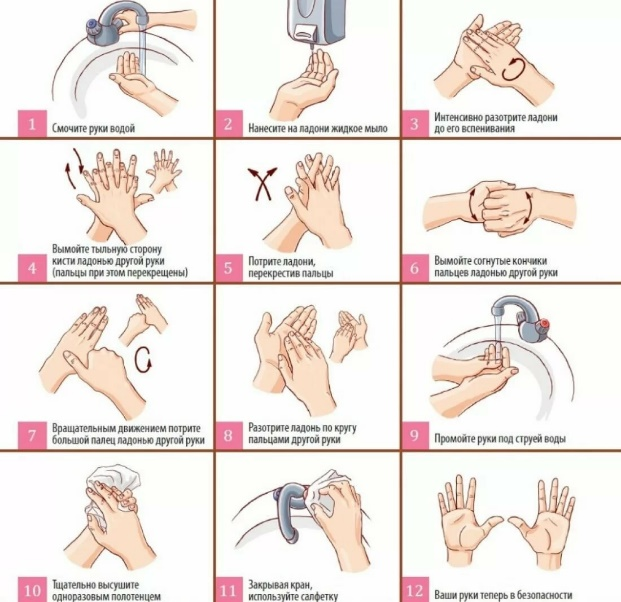 1 Смочите руки водой
2 Нанесите на ладони жидкое мыло
3 Интенсивно разотрите ладони
до его вспенивания
4 Вымойте тыльную сторону
кисти ладонью другой руки
(пальцы при этом перекрещены)
5 Потрите ладони,
перекрестив пальцы
6 Вымойте согнутые кончики
пальцев ладонью другой руки
7 Вращательным движением потрите
большой палец ладонью другой руки
8 Разотрите ладонь по кругу
пальцами другой руки
9 Промойте руки под струей воды
10 Тщательно высушите
одноразовым полотенцем
11 Закрывая кран,
используйте салфетку
12 Ваши руки теперь в безопасности